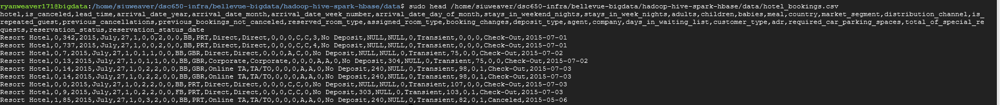 ryanweaver171@bigdata:/home/siuweaver/dsc650-infra/bellevue-bigdata/hadoop-hive-spark-hbase/data$ sudo head /home/siuweaver/dsc650-infra/bellevue-bigdata/hadoop-hive-spark-hbase/data/hotel_bookings.csv
hotel,is_canceled,lead_time,arrival_date_year,arrival_date_month,arrival_date_week_number,arrival_date_day_of_month,stays_in_weekend_nights,stays_in_week_nights,adults,children,babies,meal,country,market_segment,distribution_channel,is_
repeated_guest,previous_cancellations,previous_bookings_not_canceled,reserved_room_type,assigned_room_type,booking_changes,deposit_type,agent,company,days_in_waiting_list,customer_type,adr,required_car_parking_spaces,total_of_special_re
quests,reservation_status,reservation_status_date
Resort Hotel,0,342,2015,July,27,1,0,0,2,0,0,BB,PRT,Direct,Direct,0,0,0,C,C,3,No Deposit,NULL,NULL,0,Transient,0,0,0,Check-Out,2015-07-01
Resort Hotel,0,737,2015,July,27,1,0,0,2,0,0,BB,PRT,Direct,Direct,0,0,0,C,C,4,No Deposit,NULL,NULL,0,Transient,0,0,0,Check-Out,2015-07-01
Resort Hotel,0,7,2015,July,27,1,0,1,1,0,0,BB,GBR,Direct,Direct,0,0,0,A,C,0,No Deposit,NULL,NULL,0,Transient,75,0,0,Check-Out,2015-07-02
Resort Hotel,0,13,2015,July,27,1,0,1,1,0,0,BB,GBR,Corporate,Corporate,0,0,0,A,A,0,No Deposit,304,NULL,0,Transient,75,0,0,Check-Out,2015-07-02
Resort Hotel,0,14,2015,July,27,1,0,2,2,0,0,BB,GBR,Online TA,TA/TO,0,0,0,A,A,0,No Deposit,240,NULL,0,Transient,98,0,1,Check-Out,2015-07-03
Resort Hotel,0,14,2015,July,27,1,0,2,2,0,0,BB,GBR,Online TA,TA/TO,0,0,0,A,A,0,No Deposit,240,NULL,0,Transient,98,0,1,Check-Out,2015-07-03
Resort Hotel,0,0,2015,July,27,1,0,2,2,0,0,BB,PRT,Direct,Direct,0,0,0,C,C,0,No Deposit,NULL,NULL,0,Transient,107,0,0,Check-Out,2015-07-03
Resort Hotel,0,9,2015,July,27,1,0,2,2,0,0,FB,PRT,Direct,Direct,0,0,0,C,C,0,No Deposit,303,NULL,0,Transient,103,0,1,Check-Out,2015-07-03
Resort Hotel,1,85,2015,July,27,1,0,3,2,0,0,BB,PRT,Online TA,TA/TO,0,0,0,A,A,0,No Deposit,240,NULL,0,Transient,82,0,1,Canceled,2015-05-06